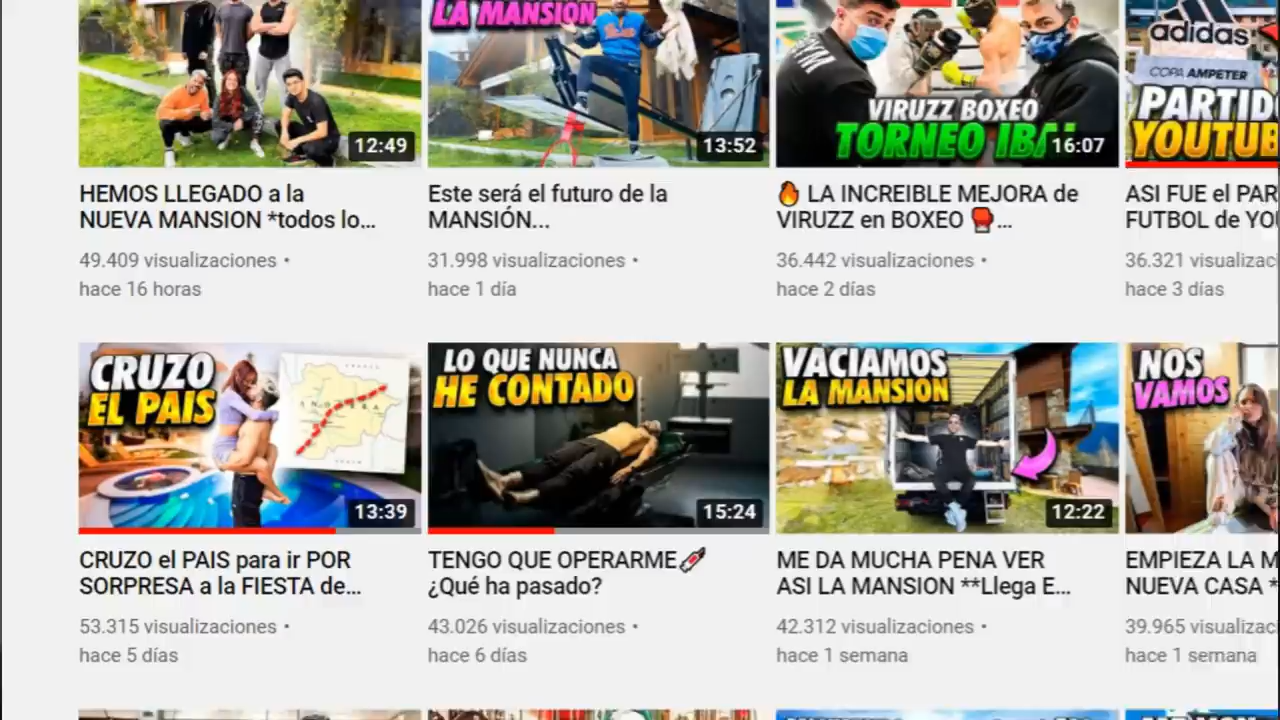 LA MANSION
GYM
VIRUZZ BOXEO
TORNEO
adidas
COPA AMPETER
PARTID
YOUTUB
12:49
13:52
16:07
HEMOS LLEGADO a la
NUEVA MANSION *todos lo...
49.409 visualizaciones •
hace 16 horas
Este será el futuro de la
MANSIÓN...
31.998 visualizaciones •
hace 1 día
🔥 LA INCREIBLE MEJORA de
VIRUZZ en BOXEO 🥊...
36.442 visualizaciones •
hace 2 días
ASI FUE el PAR
FUTBOL de YO
36.321 visualizac
hace 3 días
CRUZO
EL PAIS
13:39
LO QUE NUNCA
HE CONTADO
15:24
VACIAMOS
LA MANSION
12:22
NOS
VAMOS
CRUZO el PAIS para ir POR
SORPRESA a la FIESTA de...
53.315 visualizaciones •
hace 5 días
TENGO QUE OPERARME💉
¿Qué ha pasado?
43.026 visualizaciones •
hace 6 días
ME DA MUCHA PENA VER
ASI LA MANSION **Llega E...
42.312 visualizaciones •
hace 1 semana
EMPIEZA LA M
NUEVA CASA *
39.965 visualizac
hace 1 semana